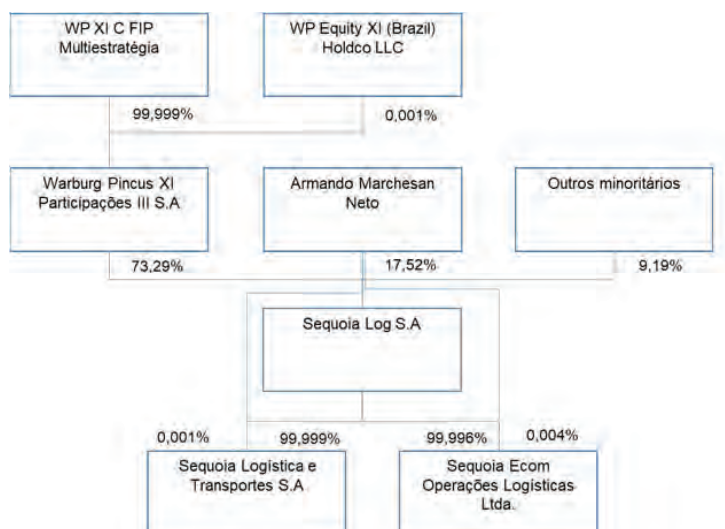 WP XI C FIP
Multiestratégia
WP Equity XI (Brazil)
Holdco LLC
99,999%
0,001%
Warburg Pincus XI
Participações III S.A
Armando Marchesan
Neto
Outros minoritários
73,29%
17,52%
9,19%
Sequoia Log S.A
0,001%
99,999%
99,996%
0,004%
Sequoia Logística e
Transportes S.A
Sequoia Ecom
Operações Logísticas
Ltda.